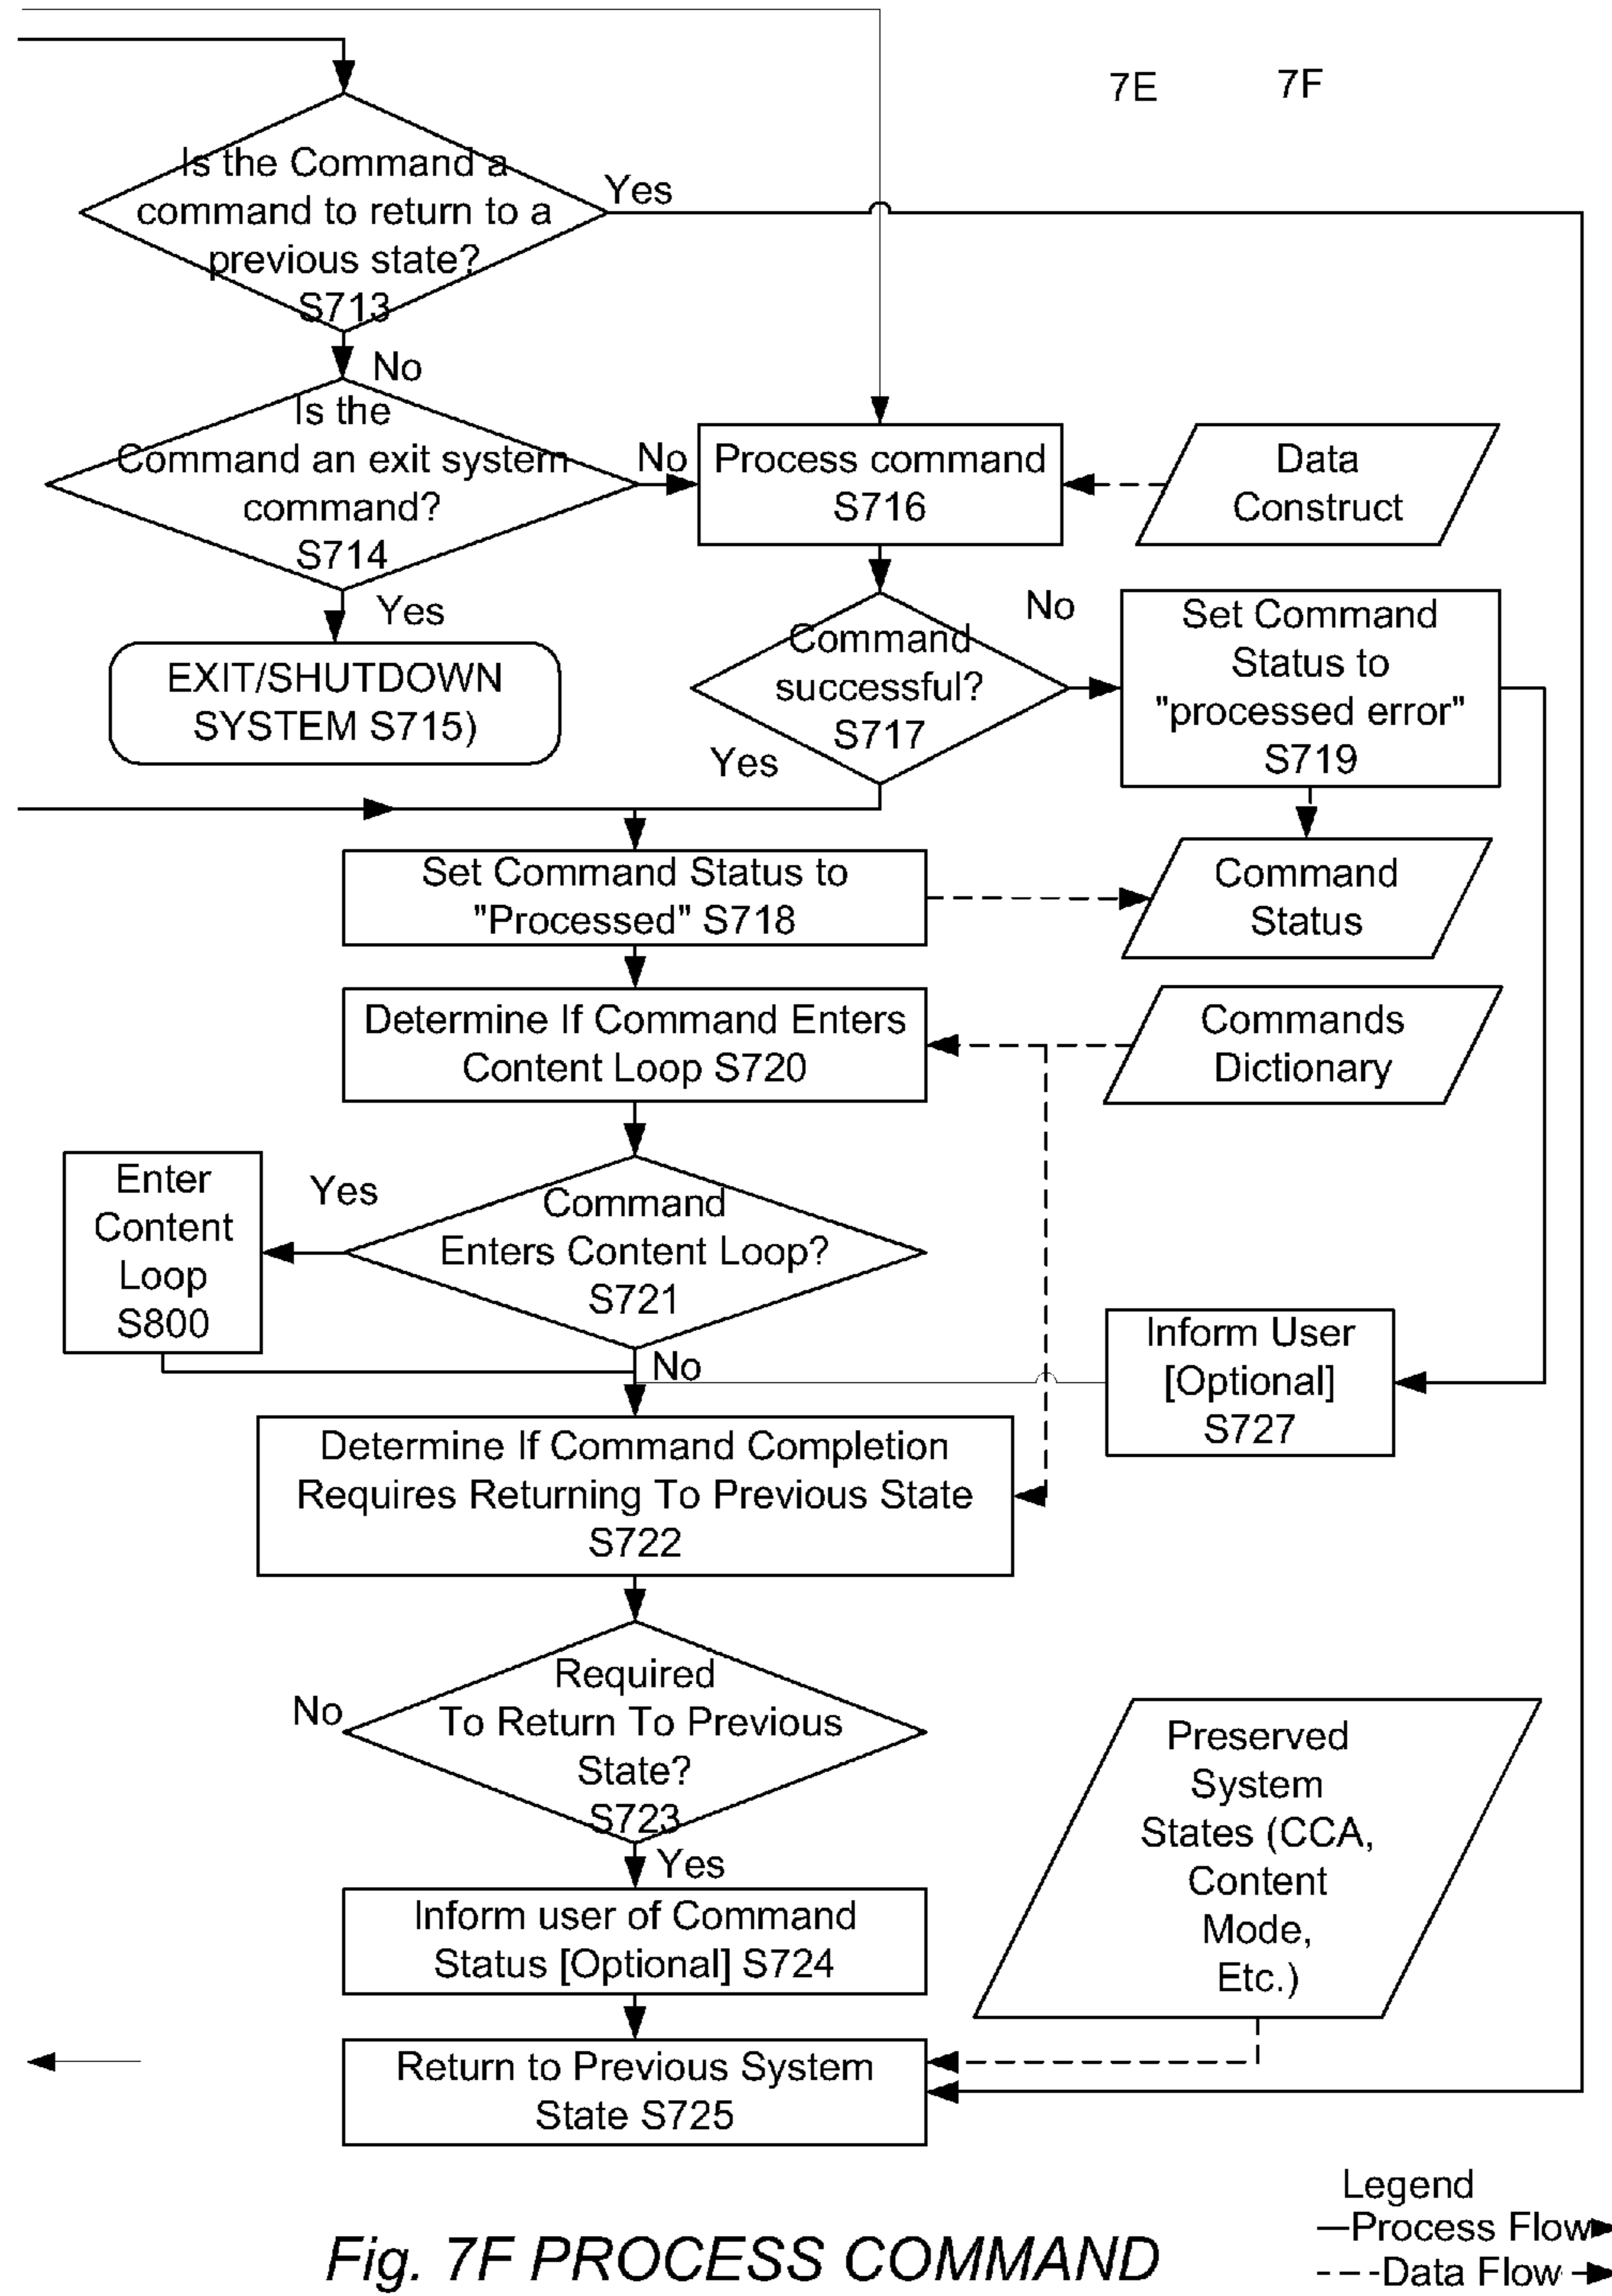 7E
7F
Is the Command a
command to return to a
previous state?
S713
Yes
No
Is the
Command an exit system
command?
S714
No
Process command
S716
Data
Construct
Yes
EXIT/SHUTDOWN
SYSTEM S715)
Command
successful?
S717
No
Yes
Set Command
Status to
"processed error"
S719
Set Command Status to
"Processed" S718
Command
Status
Determine If Command Enters
Content Loop S720
Commands
Dictionary
Enter
Content
Loop
S800
Yes
Command
Enters Content Loop?
S721
No
Inform User
[Optional]
S727
Determine If Command Completion
Requires Returning To Previous State
S722
No
Required
To Return To Previous
State?
S723
Yes
Preserved
System
States (CCA,
Content
Mode,
Etc.)
Inform user of Command
Status [Optional] S724
Return to Previous System
State S725
Legend
Process Flow
Data Flow
Fig. 7F PROCESS COMMAND